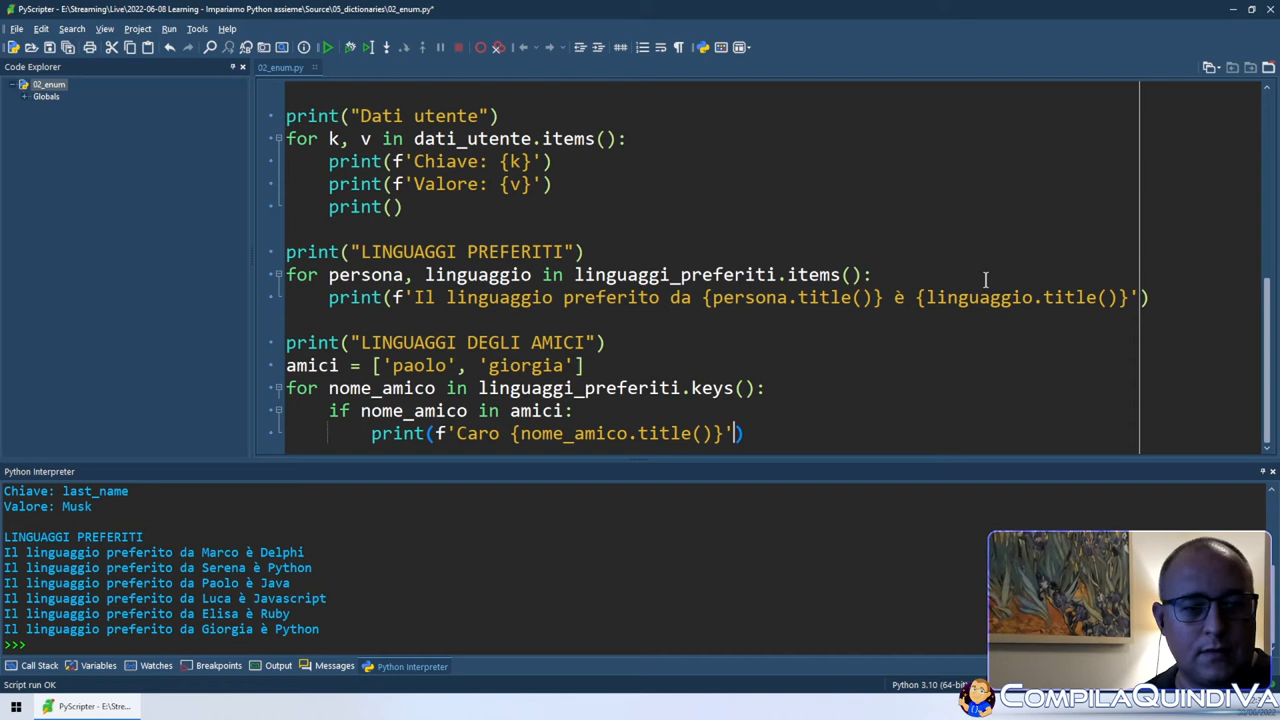 PyScripter - E:\Streaming\Live\2022-06-08 Learning - Impariamo Python assieme\Source\05_dictionaries\02_enum.py*
File Edit Search View Project Run Tools Help
Code Explorer
02_enum
Globals
02_enum.py
print("Dati utente")
for k, v in dati_utente.items():
    print(f'Chiave: {k}')
    print(f'Valore: {v}')
    print()
print("LINGUAGGI PREFERITI")
for persona, linguaggio in linguaggi_preferiti.items():
    print(f'Il linguaggio preferito da {persona.title()} è {linguaggio.title()}')
print("LINGUAGGI DEGLI AMICI")
amici = ['paolo', 'giorgia']
for nome_amico in linguaggi_preferiti.keys():
    if nome_amico in amici:
        print(f'Caro {nome_amico.title()}')
Python Interpreter
Chiave: last_name
Valore: Musk
LINGUAGGI PREFERITI
Il linguaggio preferito da Marco è Delphi
Il linguaggio preferito da Serena è Python
Il linguaggio preferito da Paolo è Java
Il linguaggio preferito da Luca è Javascript
Il linguaggio preferito da Elisa è Ruby
Il linguaggio preferito da Giorgia è Python
>>>
Call Stack Variables Watches Breakpoints Output Messages Python Interpreter
Script run OK
Python 3.10 (64-bit)
PyScripter - E:\Stre...
CompilaQuindiVa